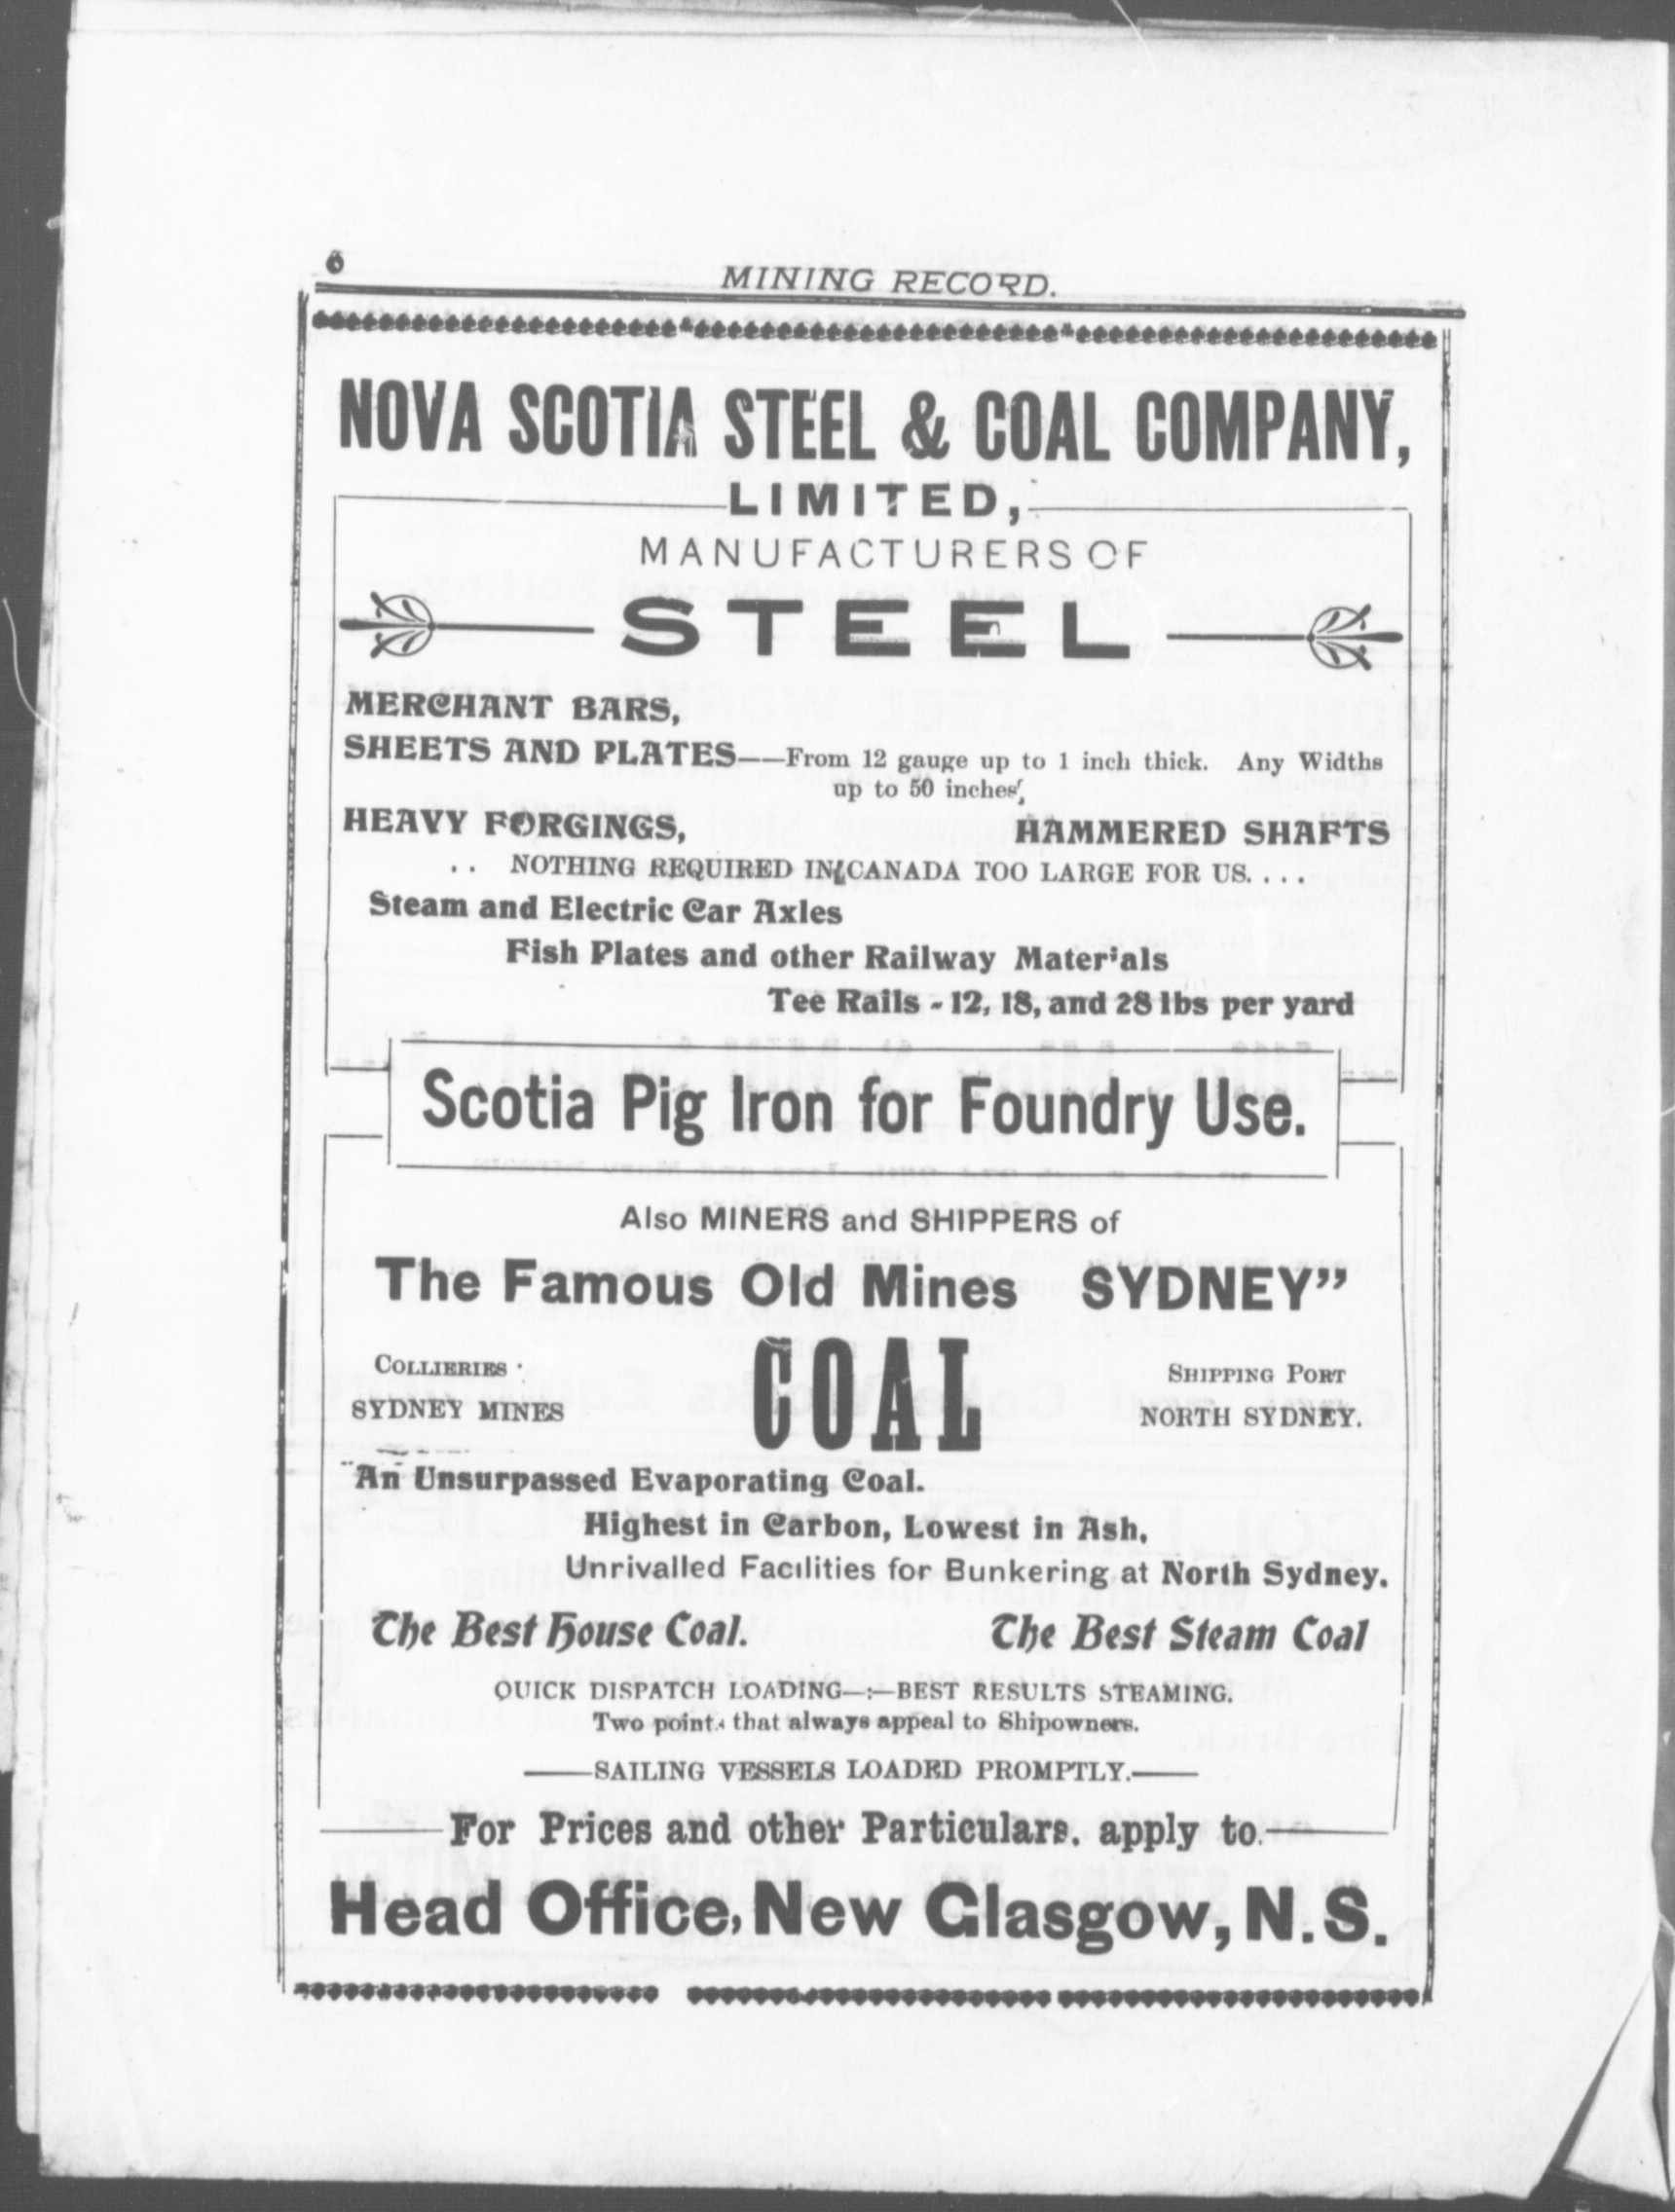 6
MINING RECORD.
NOVA SCOTIA STEEL & COAL COMPANY,
LIMITED,
MANUFACTURERS OF
STEEL
MERCHANT BARS,
SHEETS AND PLATES——From 12 gauge up to 1 inch thick. Any Widths
up to 50 inches,
HEAVY FORGINGS, HAMMERED SHAFTS
. . NOTHING REQUIRED IN CANADA TOO LARGE FOR US. . . .
Steam and Electric Car Axles
Fish Plates and other Railway Materials
Tee Rails - 12, 18, and 28 lbs per yard
Scotia Pig Iron for Foundry Use.
Also MINERS and SHIPPERS of
The Famous Old Mines SYDNEY”
COAL
COLLIERIES
SYDNEY MINES
SHIPPING PORT
NORTH SYDNEY.
An Unsurpassed Evaporating Coal.
Highest in Carbon, Lowest in Ash,
Unrivalled Facilities for Bunkering at North Sydney.
The Best House Coal. The Best Steam Coal
QUICK DISPATCH LOADING—:—BEST RESULTS STEAMING.
Two points that always appeal to Shipowners.
——SAILING VESSELS LOADED PROMPTLY.——
For Prices and other Particulars. apply to.
Head Office, New Glasgow, N.S.